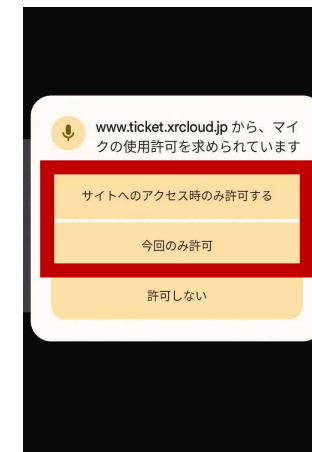 www.ticket.xrcloud.jp から、マイ
クの使用許可を求められています
サイトへのアクセス時のみ許可する
今回のみ許可
許可しない